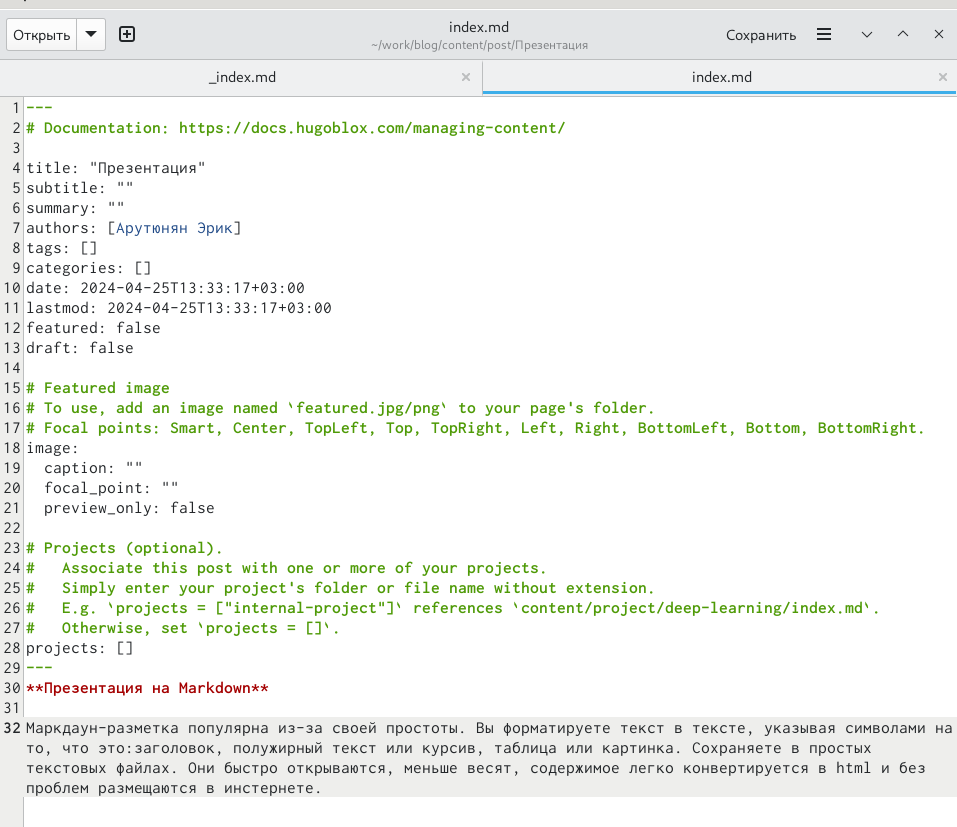 index.md
Открыть
~/work/blog/content/post/Презентация
Сохранить
_index.md
index.md
1 ---
2 # Documentation: https://docs.hugoblox.com/managing-content/
3
4 title: "Презентация"
5 subtitle: ""
6 summary: ""
7 authors: [Арутюнян Эрик]
8 tags: []
9 categories: []
10 date: 2024-04-25T13:33:17+03:00
11 lastmod: 2024-04-25T13:33:17+03:00
12 featured: false
13 draft: false
14
15 # Featured image
16 # To use, add an image named `featured.jpg/png` to your page's folder.
17 # Focal points: Smart, Center, TopLeft, Top, TopRight, Left, Right, BottomLeft, Bottom, BottomRight.
18 image:
19   caption: ""
20   focal_point: ""
21   preview_only: false
22
23 # Projects (optional).
24 #   Associate this post with one or more of your projects.
25 #   Simply enter your project's folder or file name without extension.
26 #   E.g. `projects = ["internal-project"]` references `content/project/deep-learning/index.md`.
27 #   Otherwise, set `projects = []`.
28 projects: []
29 ---
30 **Презентация на Markdown**
31
32 Маркдаун-разметка популярна из-за своей простоты. Вы форматируете текст в тексте, указывая символами на
то, что это:заголовок, полужирный текст или курсив, таблица или картинка. Сохраняете в простых
текстовых файлах. Они быстро открываются, меньше весят, содержимое легко конвертируется в html и без
проблем размещаются в инстернете.